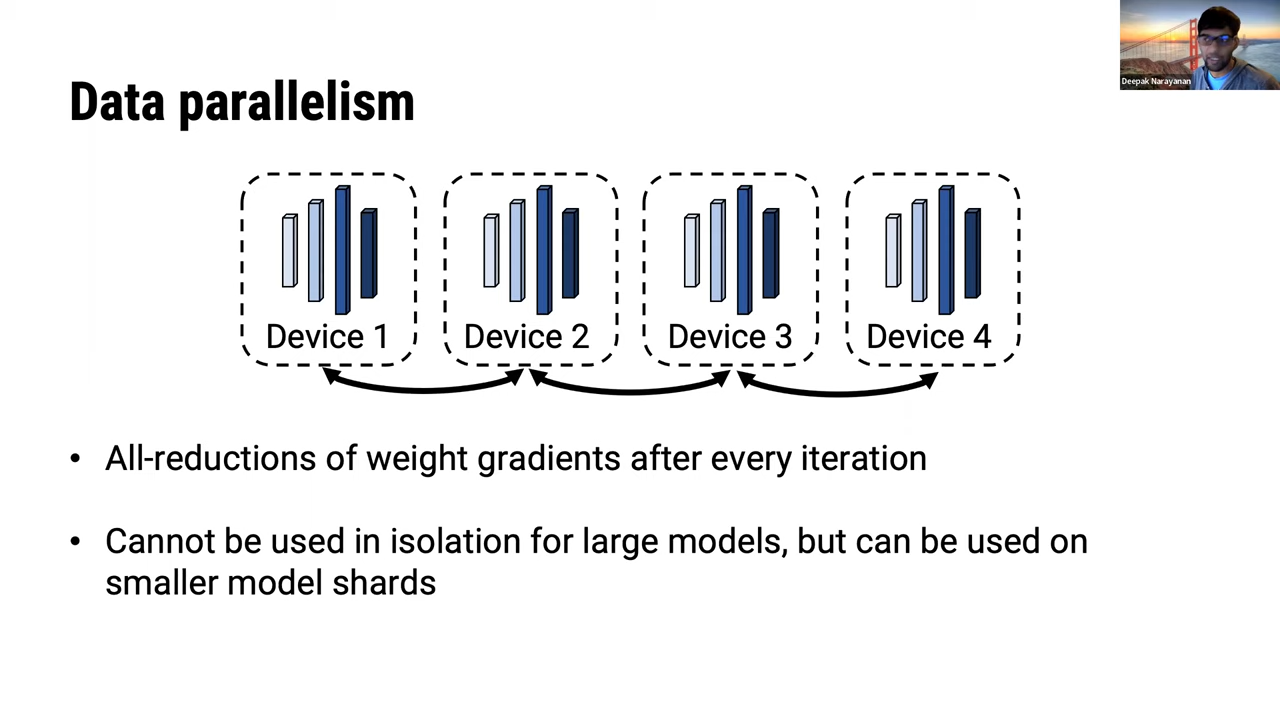 Deepak Narayanan
Data parallelism
Device 1 Device 2 Device 3 Device 4
• All-reductions of weight gradients after every iteration
• Cannot be used in isolation for large models, but can be used on
smaller model shards